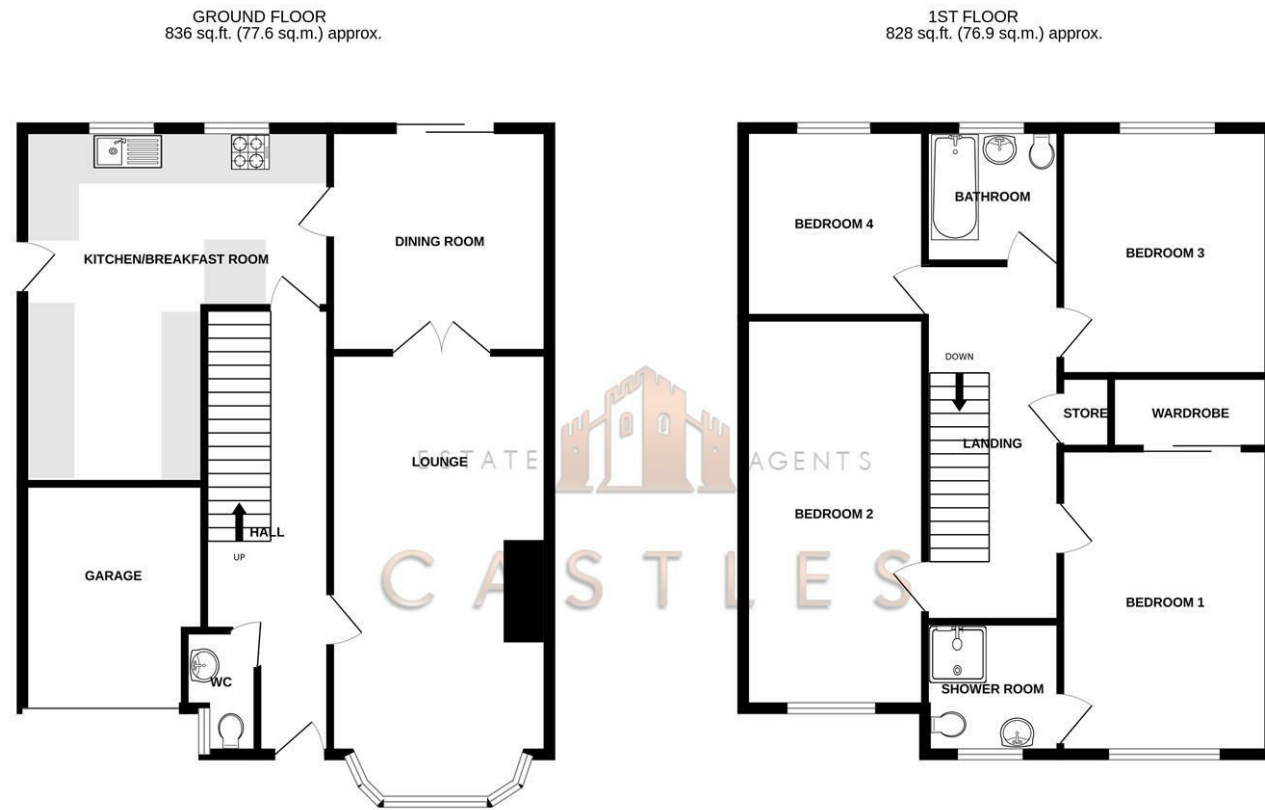 GROUND FLOOR
836 sq.ft. (77.6 sq.m.) approx.
KITCHEN/BREAKFAST ROOM
DINING ROOM
LOUNGE
HALL
UP
GARAGE
WC
1ST FLOOR
828 sq.ft. (76.9 sq.m.) approx.
BEDROOM 4
BATHROOM
BEDROOM 3
DOWN
STORE
WARDROBE
LANDING
BEDROOM 2
BEDROOM 1
SHOWER ROOM
ESTATE AGENTS
CASTLES